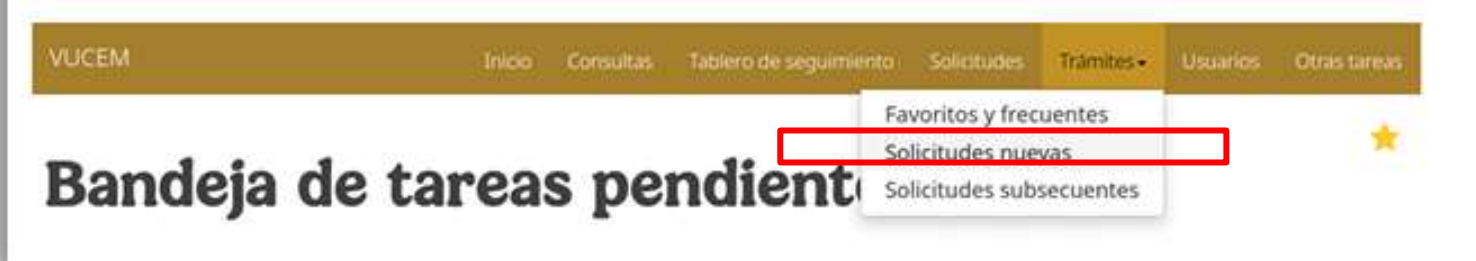 VUCEM Inicio Consultas Tablero de seguimiento Solicitudes Trámites Usuarios Otras tareas
Favoritos y frecuentes
Solicitudes nuevas
Bandeja de tareas pendient
Solicitudes subsecuentes